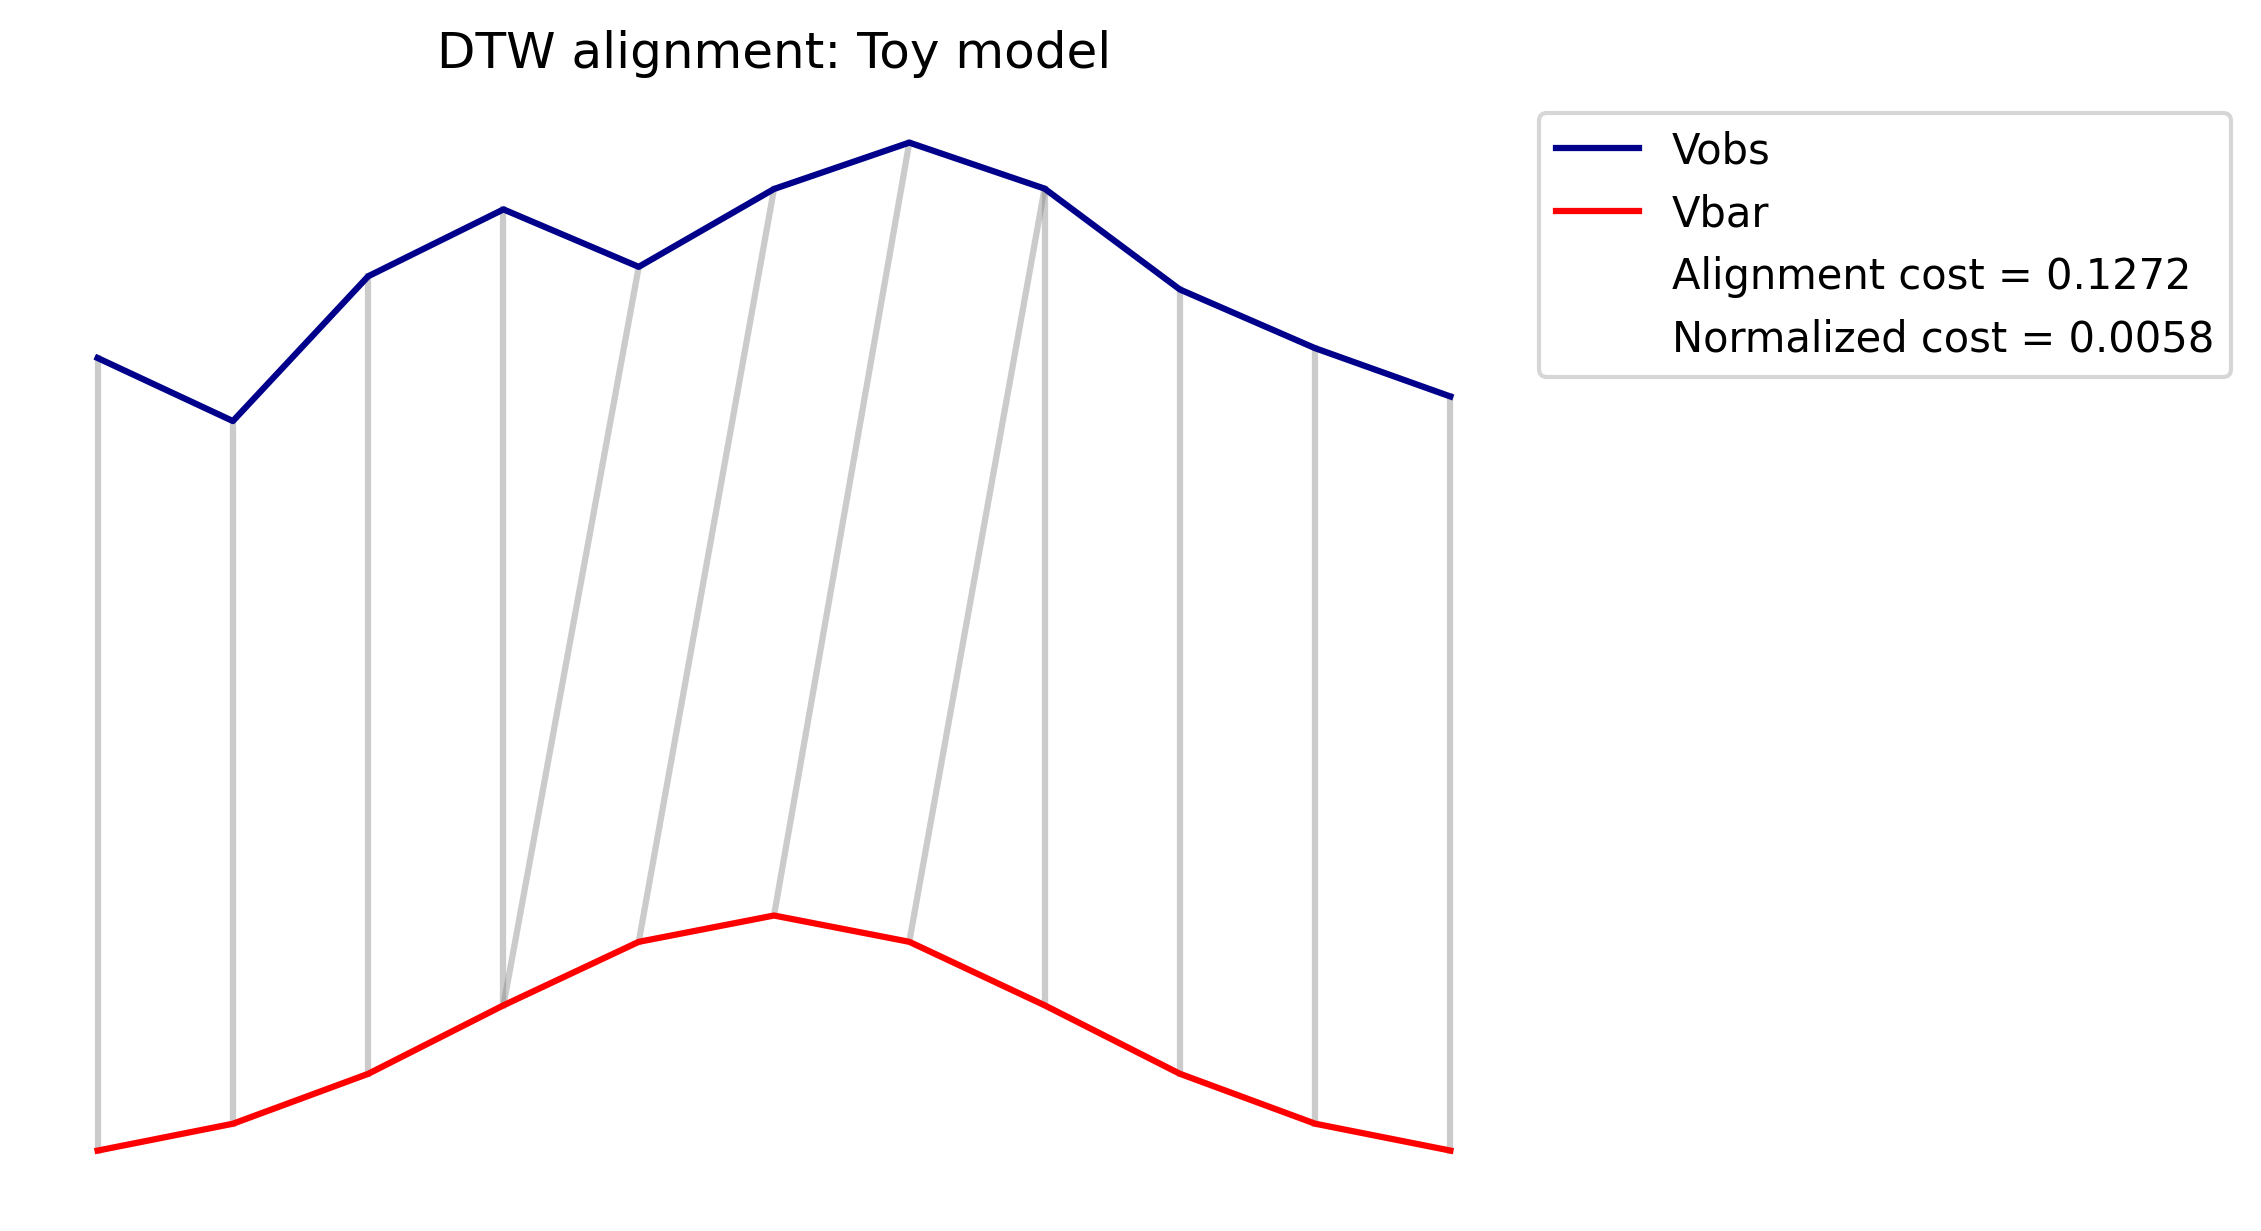 DTW alignment: Toy model
Vobs
Vbar
Alignment cost = 0.1272
Normalized cost = 0.0058